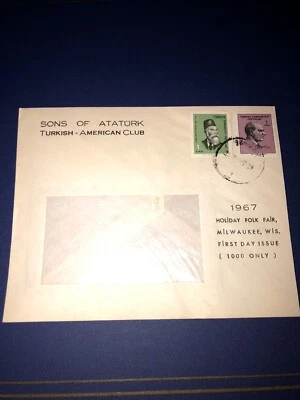 SONS OF ATATÜRK
TURKISH - AMERICAN CLUB
1967
HOLIDAY FOLK FAIR,
MILWAUKEE, WIS.
FIRST DAY ISSUE
( 1000 ONLY )